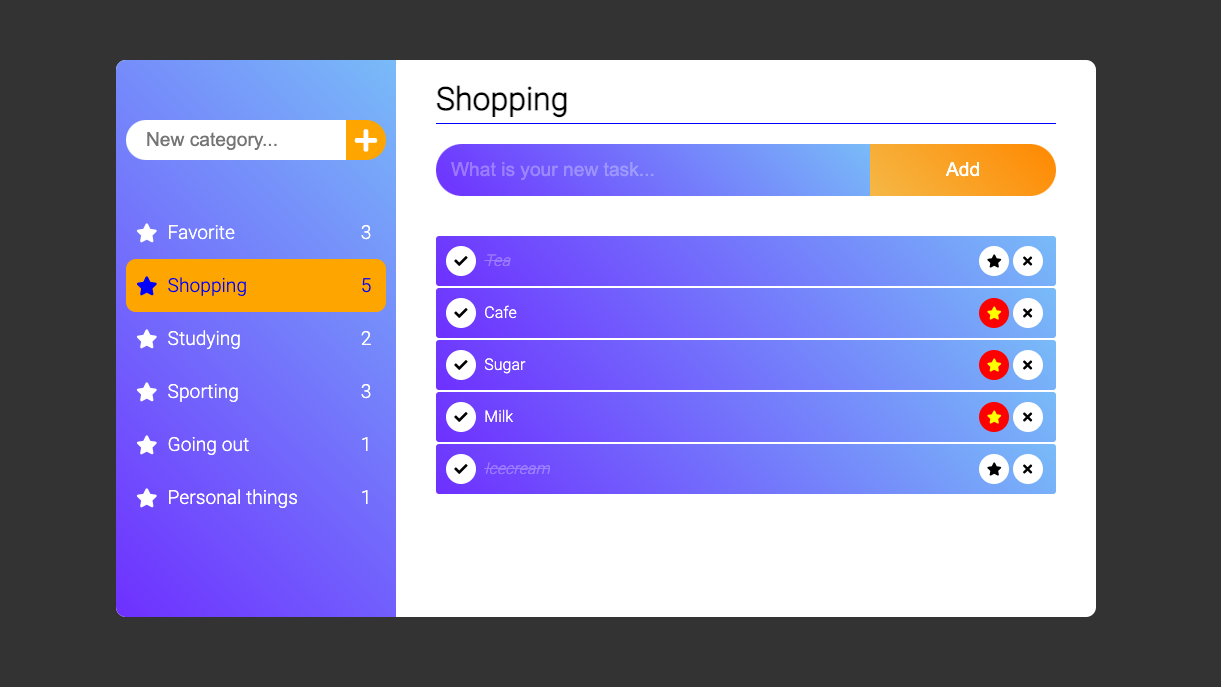 New category...
Favorite 3
Shopping 5
Studying 2
Sporting 3
Going out 1
Personal things 1
Shopping
What is your new task...
Add
Tea
Cafe
Sugar
Milk
Icecream